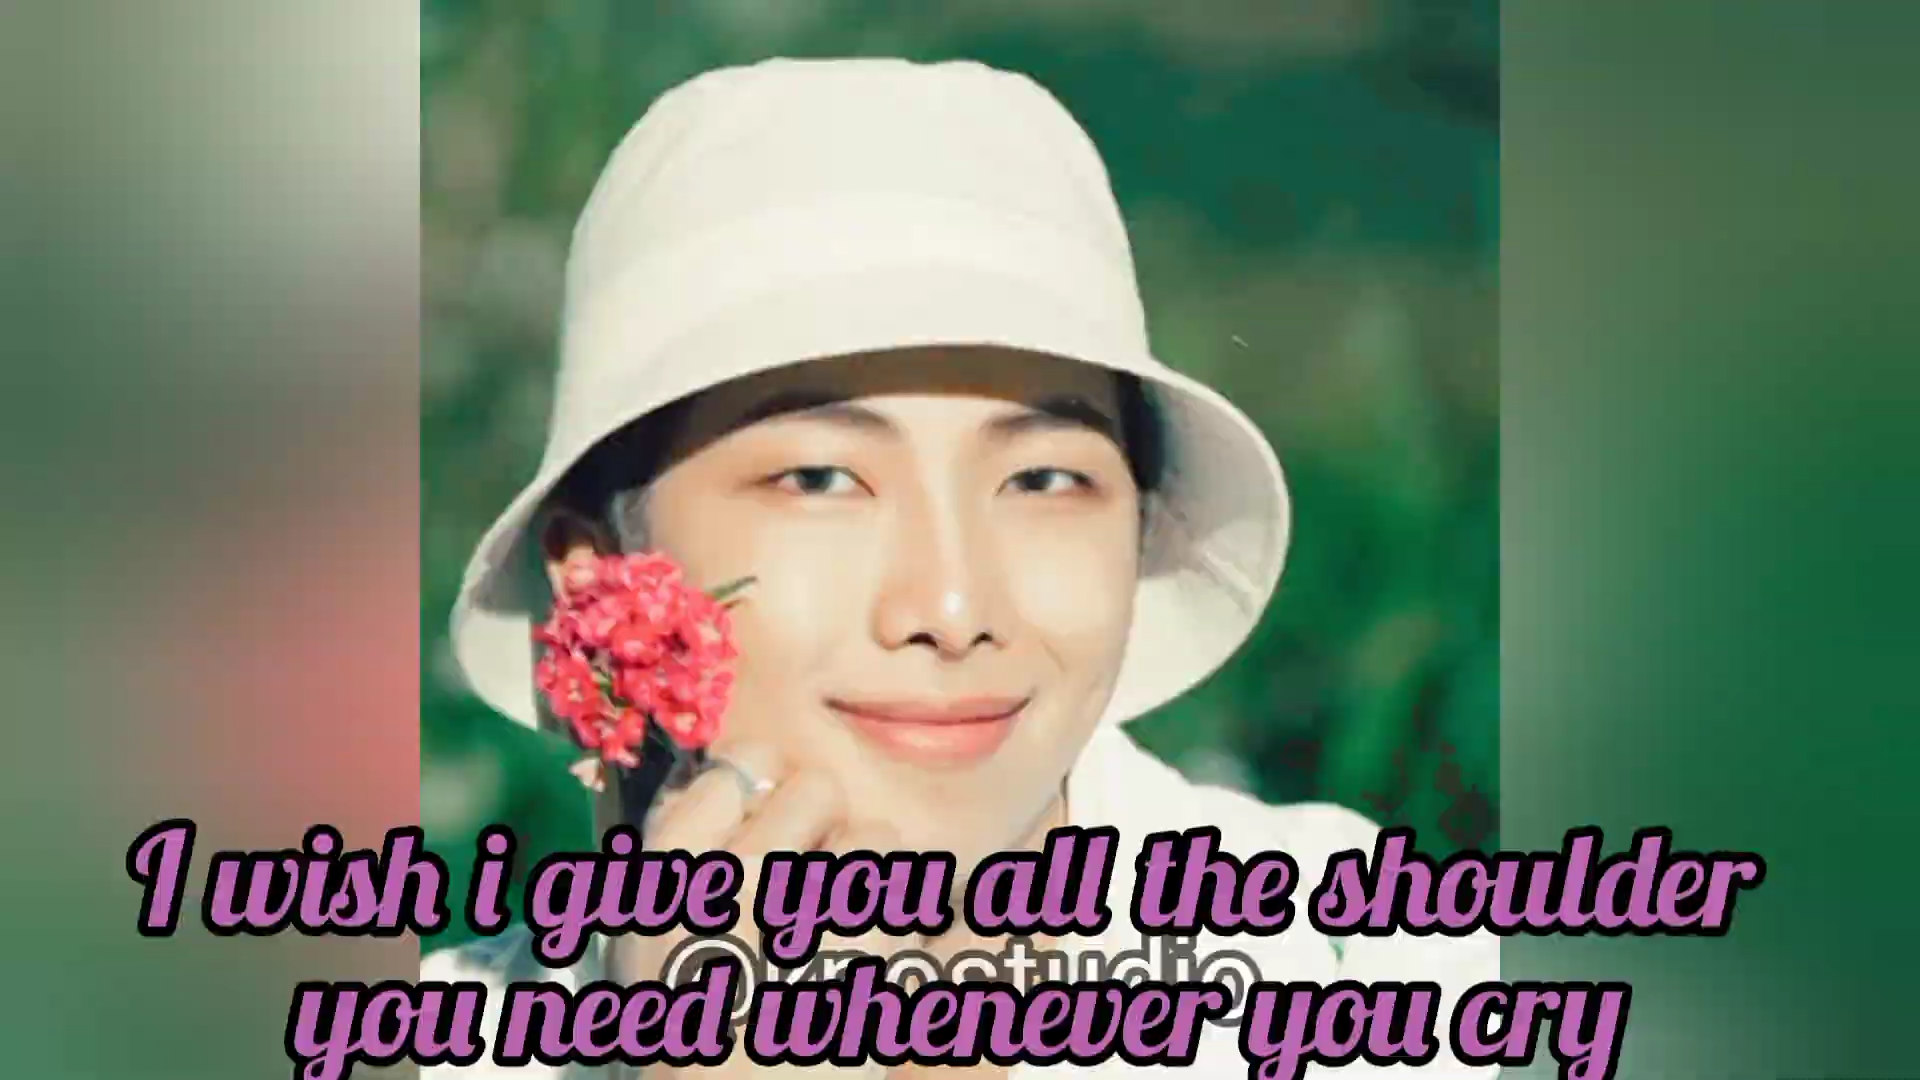 I wish i give you all the shoulder
you need whenever you cry